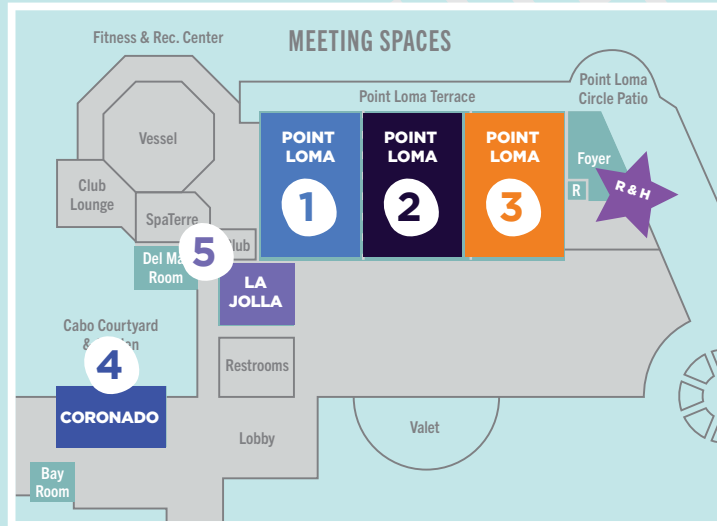 Fitness & Rec. Center
MEETING SPACES
Point Loma Terrace
Point Loma
Circle Patio
Vessel
POINT
LOMA
1
POINT
LOMA
2
POINT
LOMA
3
Foyer
R
R & H
Club
Lounge
SpaTerre
5
Del Ma
Room
LA
JOLLA
Cabo Courtyard
&
4
CORONADO
Restrooms
Lobby
Valet
Bay
Room